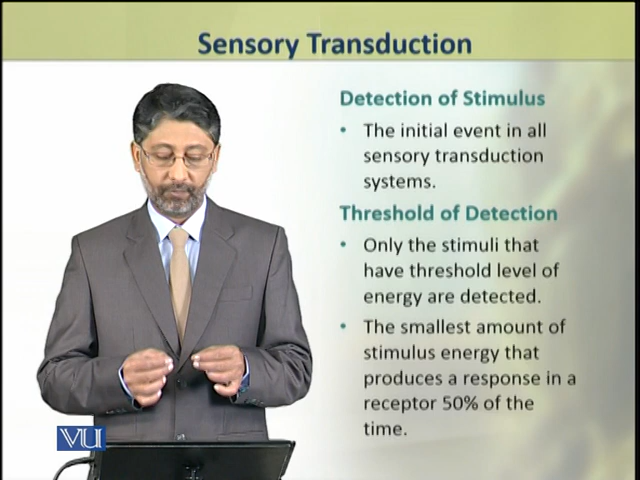 Sensory Transduction
Detection of Stimulus
• The initial event in all
sensory transduction
systems.
Threshold of Detection
• Only the stimuli that
have threshold level of
energy are detected.
• The smallest amount of
stimulus energy that
produces a response in a
receptor 50% of the
time.
VU